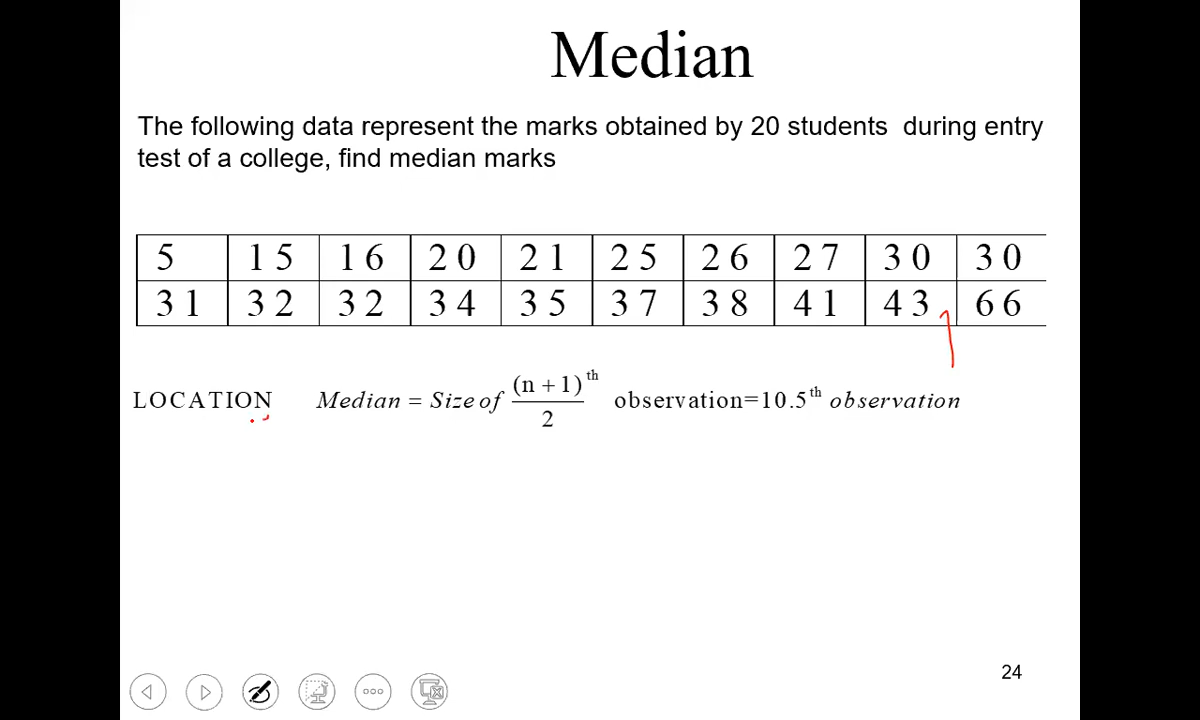 Median
The following data represent the marks obtained by 20 students during entry
test of a college, find median marks
5 15 16 20 21 25 26 27 30 30
31 32 32 34 35 37 38 41 43 66
LOCATION Median = Size of (n + 1)th / 2 observation=10.5th observation
24